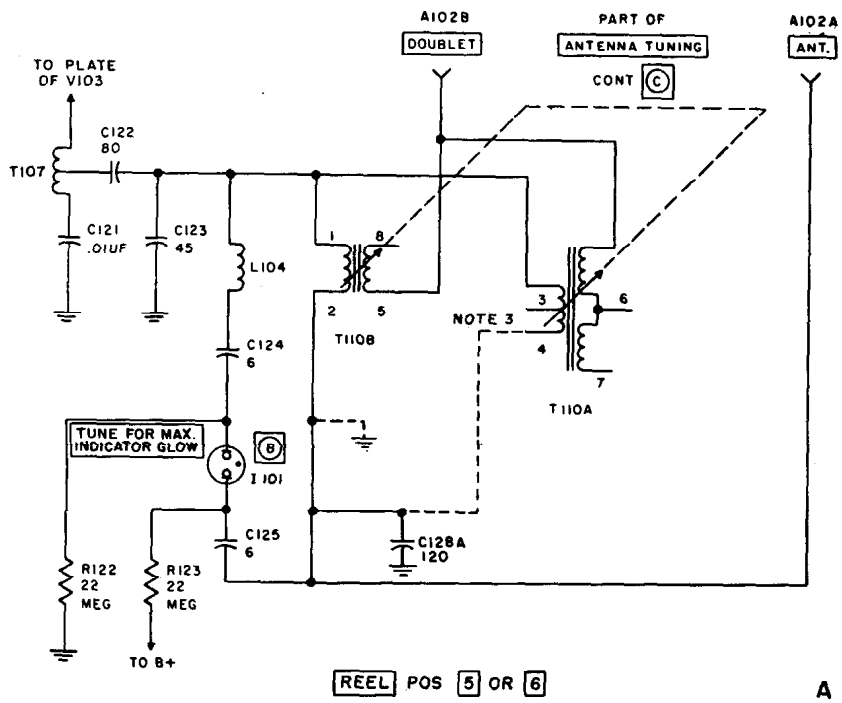 A102B
DOUBLET
PART OF
ANTENNA TUNING
CONT C
A102A
ANT.
TO PLATE
OF V103
T107
C122
80
C121
.01UF
C123
45
L104
1
8
2
5
T110B
NOTE 3
3
4
6
7
T110A
C124
6
TUNE FOR MAX.
INDICATOR GLOW
B
I 101
C125
6
C128A
120
R122
22
MEG
R123
22
MEG
TO B+
REEL POS 5 OR 6
A